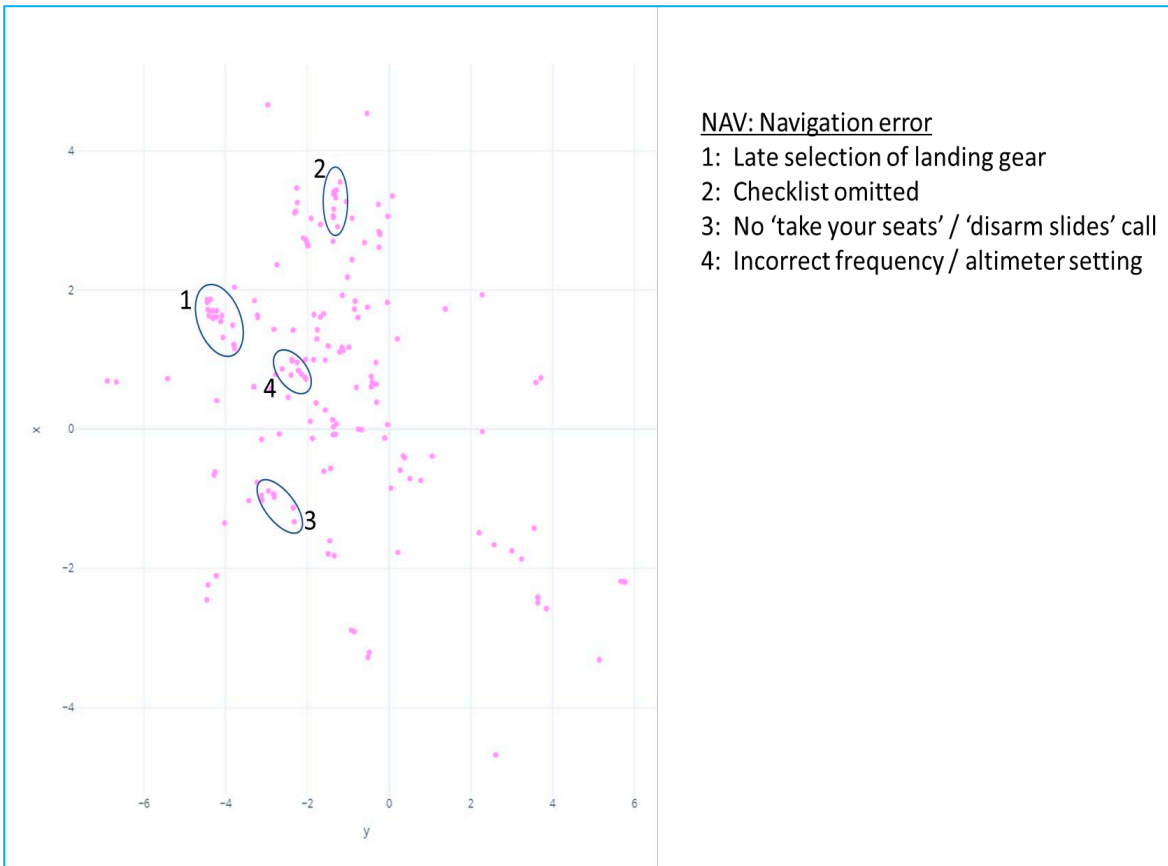 NAV: Navigation error
1: Late selection of landing gear
2: Checklist omitted
3: No ‘take your seats’ / ‘disarm slides’ call
4: Incorrect frequency / altimeter setting
4
2
0
−2
−4
x
2
1
4
3
−6 −4 −2 0 2 4 6
y